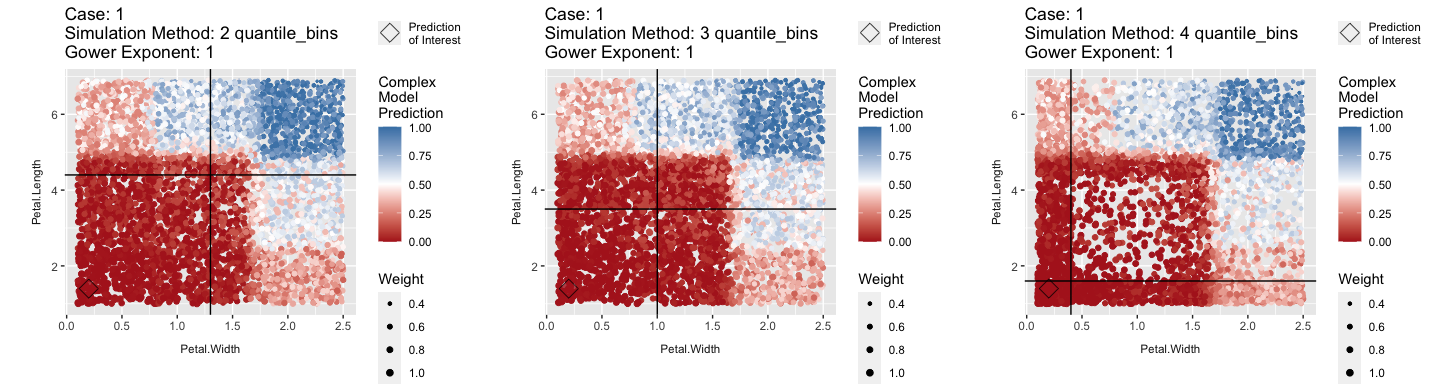 Case: 1
Simulation Method: 2 quantile_bins
Gower Exponent: 1
Prediction
of Interest
Complex
Model
Prediction
1.00
0.75
0.50
0.25
0.00
Weight
0.4
0.6
0.8
1.0
Petal.Length
6
4
2
0.0 0.5 1.0 1.5 2.0 2.5
Petal.Width
Case: 1
Simulation Method: 3 quantile_bins
Gower Exponent: 1
Prediction
of Interest
Complex
Model
Prediction
1.00
0.75
0.50
0.25
0.00
Weight
0.4
0.6
0.8
1.0
Petal.Length
6
4
2
0.0 0.5 1.0 1.5 2.0 2.5
Petal.Width
Case: 1
Simulation Method: 4 quantile_bins
Gower Exponent: 1
Prediction
of Interest
Complex
Model
Prediction
1.00
0.75
0.50
0.25
0.00
Weight
0.4
0.6
0.8
1.0
Petal.Length
6
4
2
0.0 0.5 1.0 1.5 2.0 2.5
Petal.Width